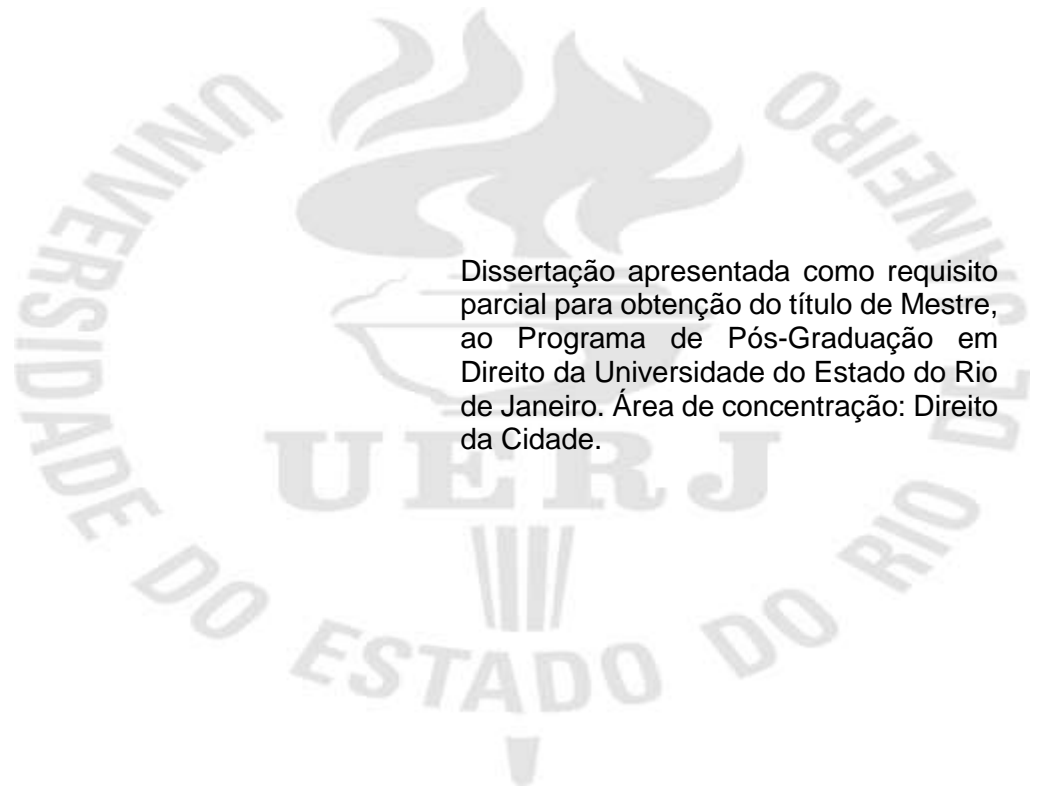 Dissertação apresentada como requisito
parcial para obtenção do título de Mestre,
ao Programa de Pós-Graduação em
Direito da Universidade do Estado do Rio
de Janeiro. Área de concentração: Direito
da Cidade.
UNIVERSIDADE DO ESTADO DO RIO DE JANEIRO
UERJ